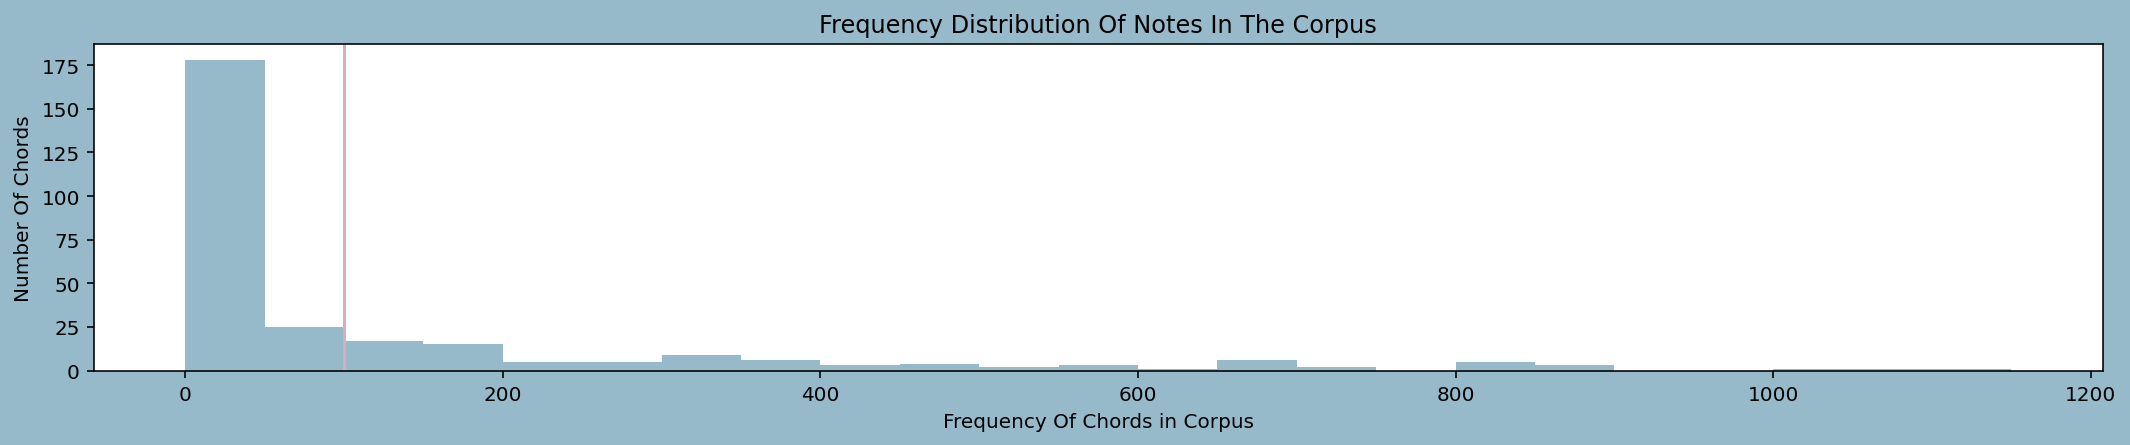 Frequency Distribution Of Notes In The Corpus
175
150
125
100
75
50
25
0
Number Of Chords
0 200 400 600 800 1000 1200
Frequency Of Chords in Corpus